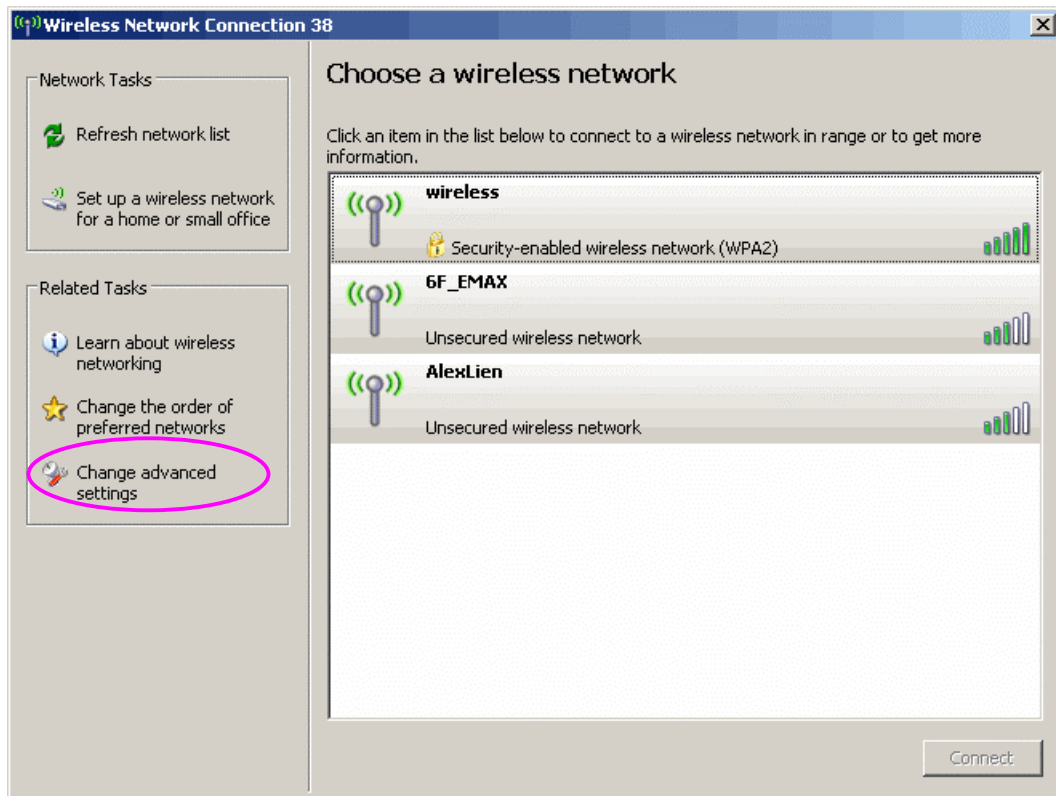 Wireless Network Connection 38
Network Tasks
Refresh network list
Set up a wireless network
for a home or small office
Related Tasks
Learn about wireless
networking
Change the order of
preferred networks
Change advanced
settings
Choose a wireless network
Click an item in the list below to connect to a wireless network in range or to get more
information.
wireless
Security-enabled wireless network (WPA2)
6F_EMAX
Unsecured wireless network
AlexLien
Unsecured wireless network
Connect